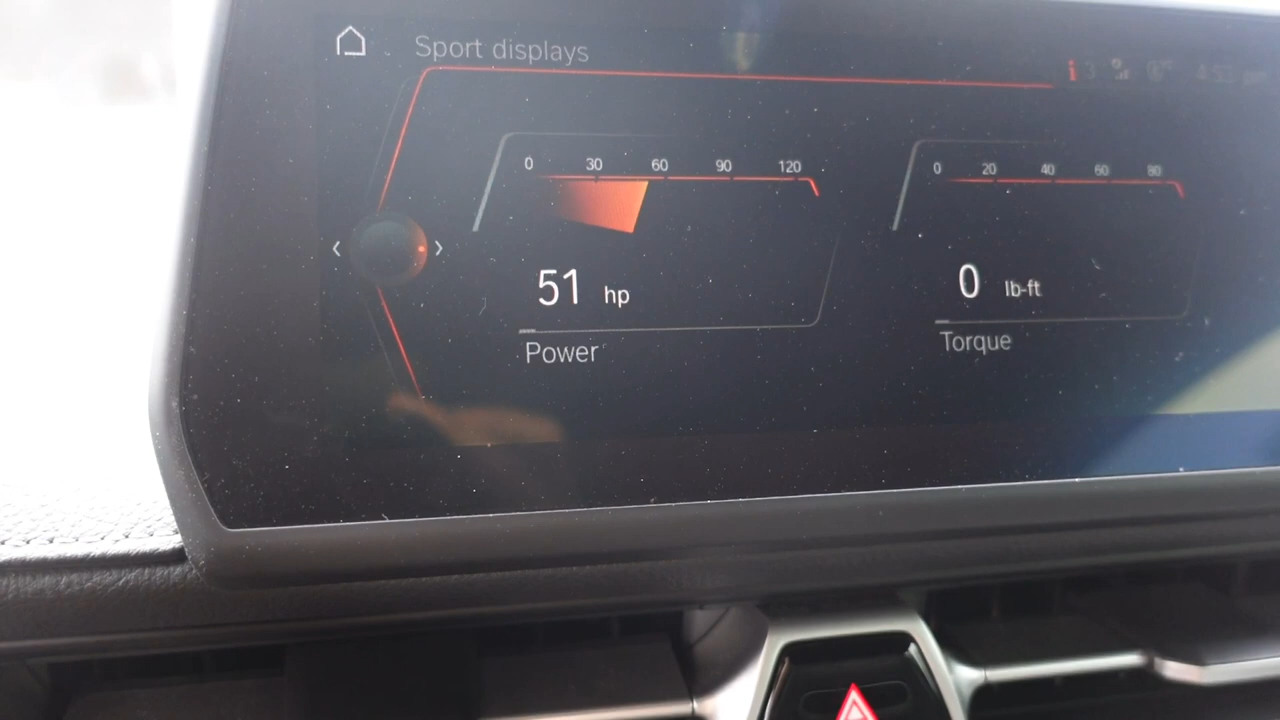 Sport displays
3
0 30 60 90 120
0 20 40 60 80
51 hp
0 lb-ft
Power
Torque